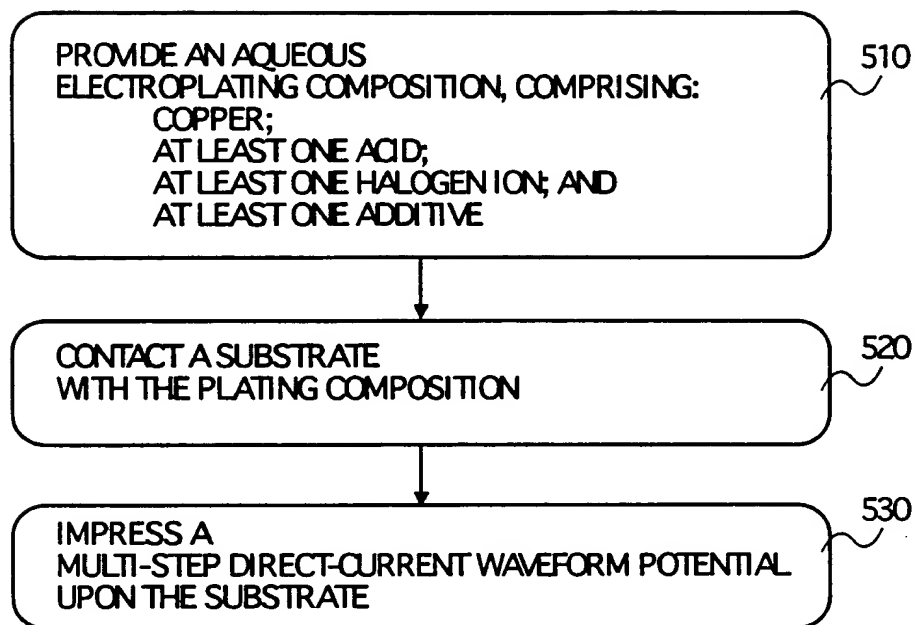 PROVIDE AN AQUEOUS
ELECTROPLATING COMPOSITION, COMPRISING:
COPPER;
AT LEAST ONE ACID;
AT LEAST ONE HALOGEN ION; AND
AT LEAST ONE ADDITIVE
510
CONTACT A SUBSTRATE
WITH THE PLATING COMPOSITION
520
IMPRESS A
MULTI-STEP DIRECT-CURRENT WAVEFORM POTENTIAL
UPON THE SUBSTRATE
530